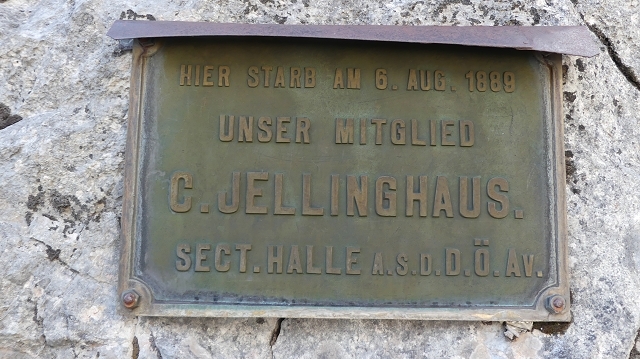 HIER STARB AM 6. AUG. 1889
UNSER MITGLIED
C. JELLINGHAUS.
SECT. HALLE A.S.D.D.Ö.AV.